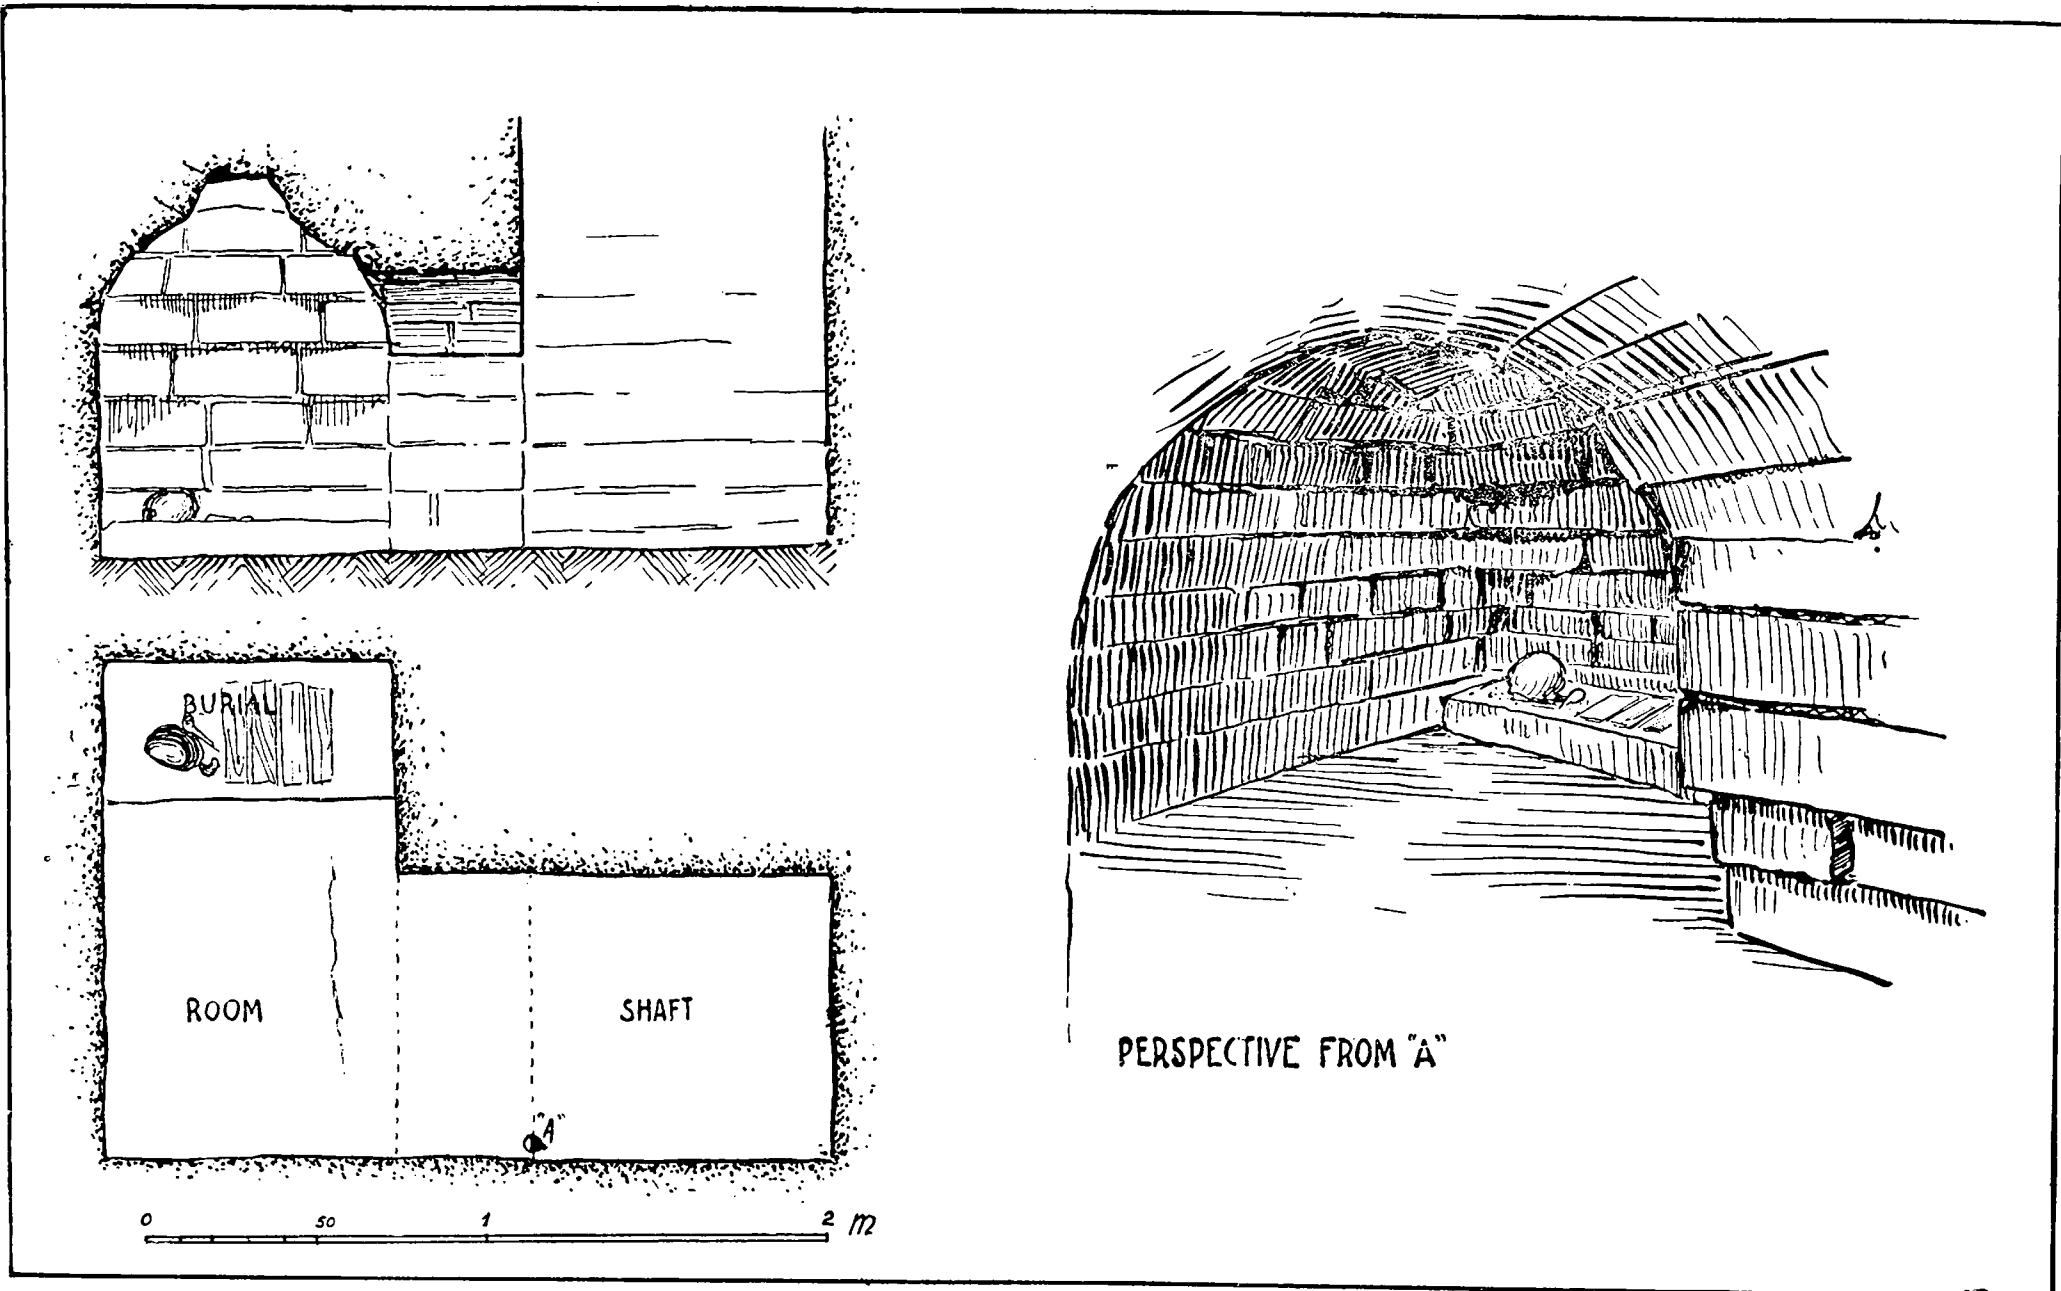 BURIAL
ROOM
SHAFT
"A"
0 50 1 2 m
PERSPECTIVE FROM "A"